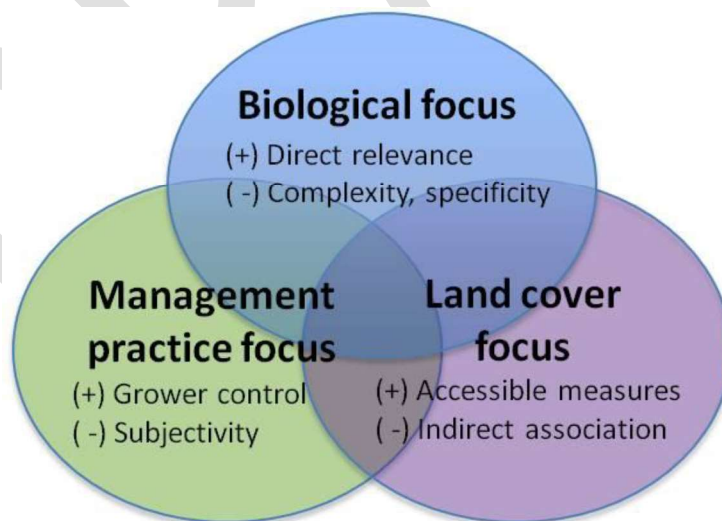 Biological focus
(+) Direct relevance
( -) Complexity, specificity
Management
practice focus
(+) Grower control
( -) Subjectivity
Land cover
focus
(+) Accessible measures
( -) Indirect association